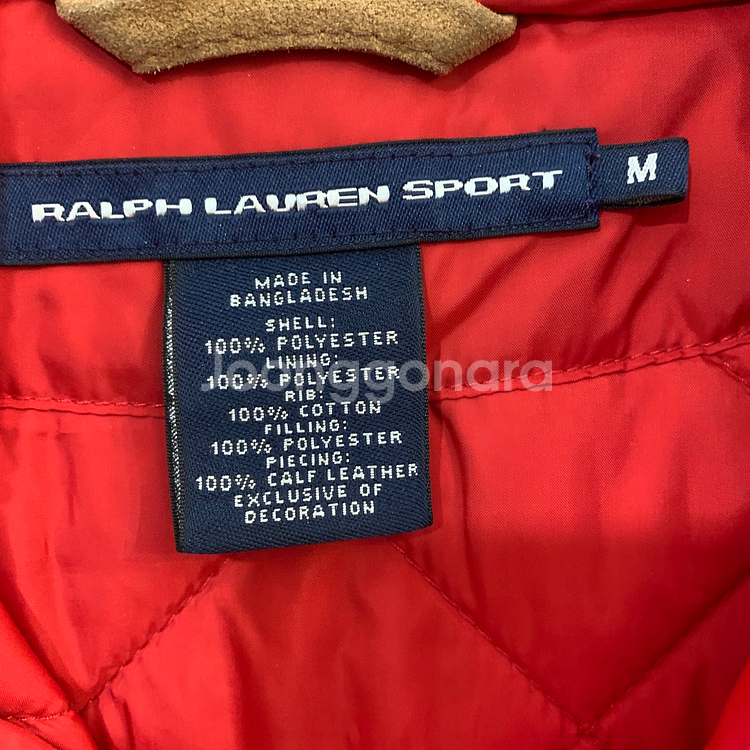 RALPH LAUREN SPORT
M
MADE IN
BANGLADESH
SHELL:
100% POLYESTER
LINING:
100% POLYESTER
RIB:
100% COTTON
FILLING:
100% POLYESTER
PIECING:
100% CALF LEATHER
EXCLUSIVE OF
DECORATION
Joonggonara